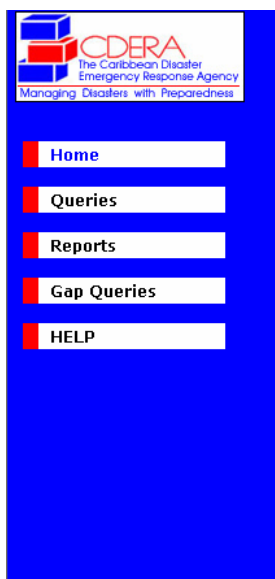 CDERA
The Caribbean Disaster
Emergency Response Agency
Managing Disasters with Preparedness
Home
Queries
Reports
Gap Queries
HELP